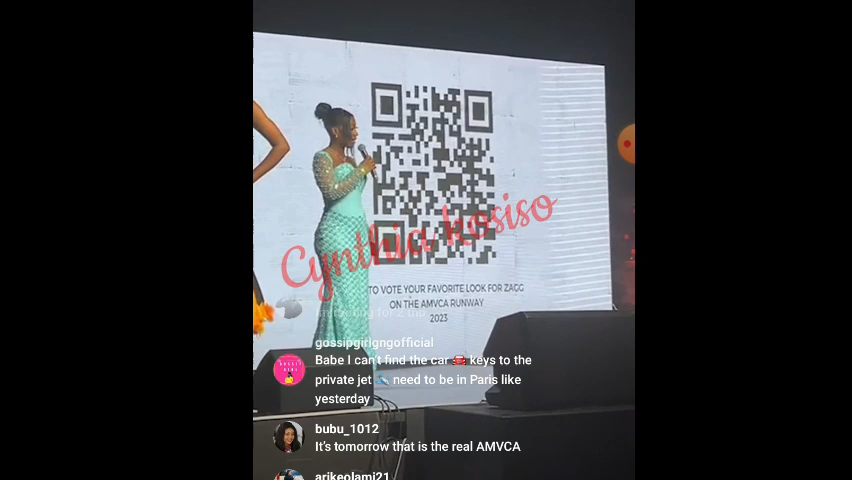 Cynthia kosiso
TO VOTE YOUR FAVORITE LOOK FOR ZAGG
ON THE AMVCA RUNWAY
2023
gossipgirlgngofficial
Babe I can't find the car 🚘 keys to the
private jet 🛩️ need to be in Paris like
yesterday
bubu_1012
It's tomorrow that is the real AMVCA
arikeolami21